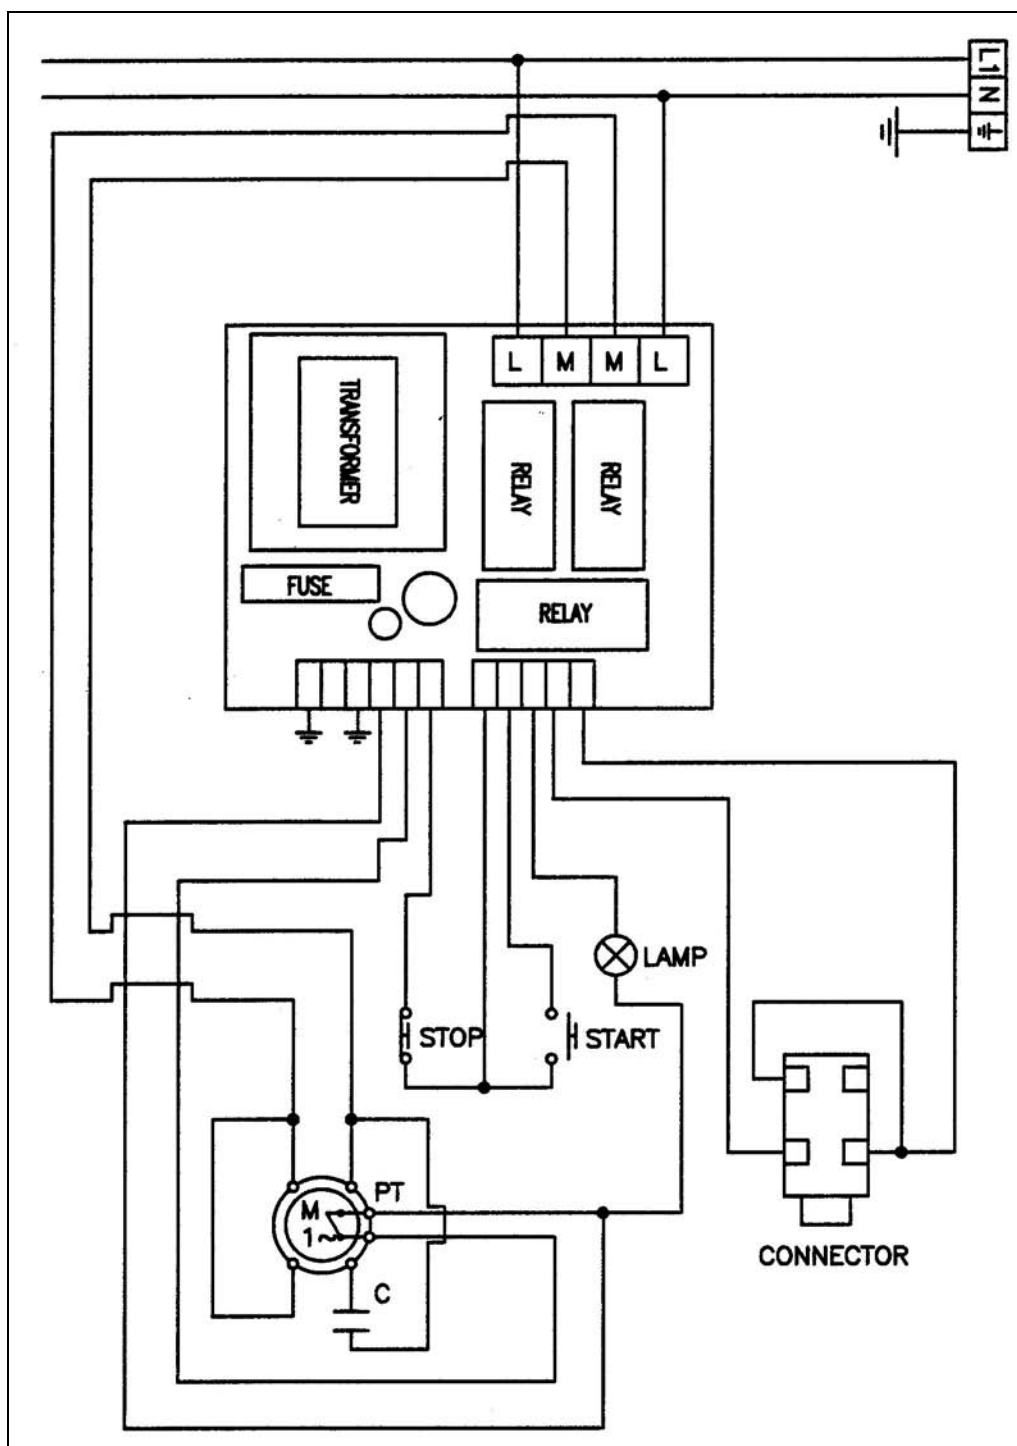 L1
N
L M M L
TRANSFORMER
RELAY
RELAY
FUSE
RELAY
LAMP
STOP
START
PT
M
1~
C
CONNECTOR